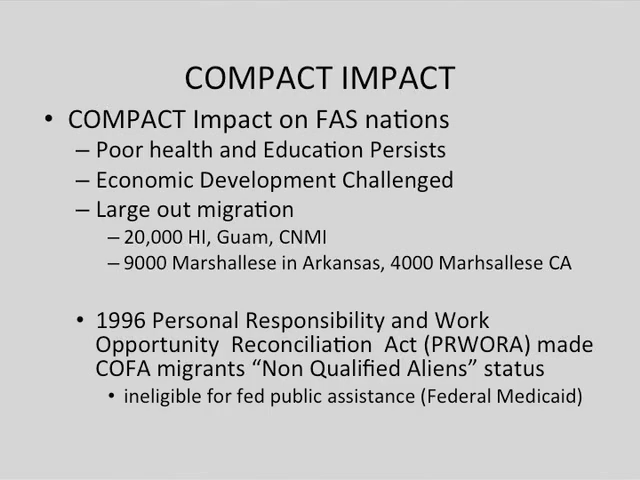 COMPACT IMPACT
• COMPACT Impact on FAS nations
– Poor health and Education Persists
– Economic Development Challenged
– Large out migration
– 20,000 HI, Guam, CNMI
– 9000 Marshallese in Arkansas, 4000 Marhsallese CA
• 1996 Personal Responsibility and Work
Opportunity Reconciliation Act (PRWORA) made
COFA migrants “Non Qualified Aliens” status
• ineligible for fed public assistance (Federal Medicaid)